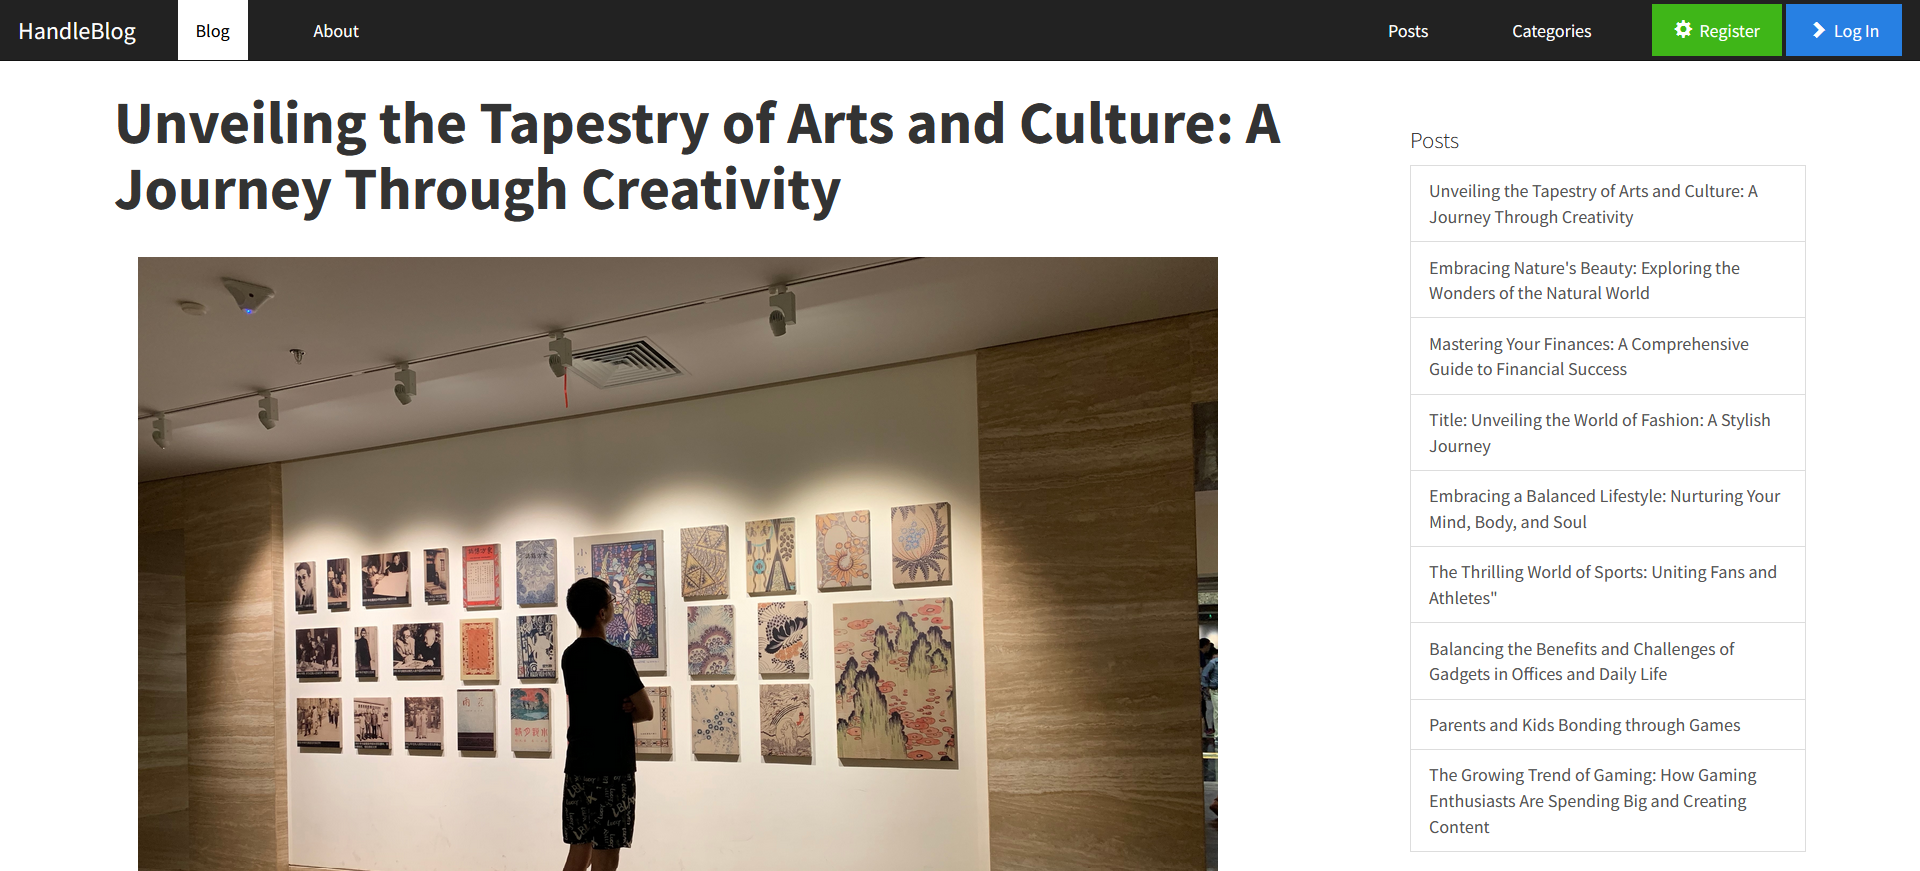 HandleBlog
Blog
About
Posts
Categories
Register
Log In
Unveiling the Tapestry of Arts and Culture: A
Journey Through Creativity
小
説
Posts
Unveiling the Tapestry of Arts and Culture: A
Journey Through Creativity
Embracing Nature's Beauty: Exploring the
Wonders of the Natural World
Mastering Your Finances: A Comprehensive
Guide to Financial Success
Title: Unveiling the World of Fashion: A Stylish
Journey
Embracing a Balanced Lifestyle: Nurturing Your
Mind, Body, and Soul
The Thrilling World of Sports: Uniting Fans and
Athletes"
Balancing the Benefits and Challenges of
Gadgets in Offices and Daily Life
Parents and Kids Bonding through Games
The Growing Trend of Gaming: How Gaming
Enthusiasts Are Spending Big and Creating
Content